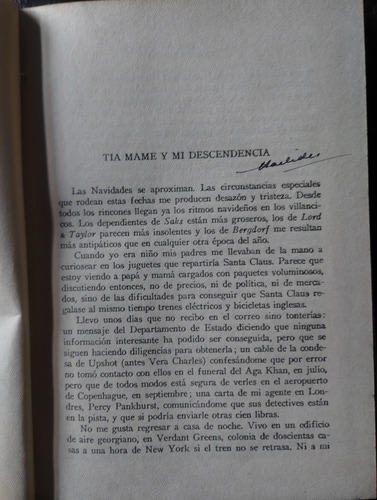 TIA MAME Y MI DESCENDENCIA
Las Navidades se aproximan. Las circunstancias especiales
que rodean estas fechas me producen desazón y tristeza. Desde
todos los rincones llegan ya los ritmos navideños en los villanci-
cos. Los dependientes de Saks están más groseros, los de Lord
& Taylor parecen más insolentes y los de Bergdorf me resultan
más antipáticos que en cualquier otra época del año.
Cuando yo era niño mis padres me llevaban de la mano a
curiosear en los juguetes que repartiría Santa Claus. Parece que
estoy viendo a papá y mamá cargados con paquetes voluminosos,
discutiendo entonces, no de precios, ni de política, ni de merca-
dos, sino de las dificultades para conseguir que Santa Claus re-
galase al mismo tiempo trenes eléctricos y bicicletas inglesas.
Llevo unos días que no recibo en el correo sino tonterías:
un mensaje del Departamento de Estado diciendo que ninguna
información interesante ha podido ser conseguida, pero que se
siguen haciendo diligencias para obtenerla; un cable de la conde-
sa de Upshot (antes Vera Charles) confesándome que por error
no tomó contacto con ellos en el funeral del Aga Khan, en julio,
pero que de todos modos está segura de verles en el aeropuerto
de Copenhague, en septiembre; una carta de mi agente en Lon-
dres, Percy Pankhurst, comunicándome que sus detectives están
en la pista, y que si podría enviarle otras cien libras.
No me gusta regresar a casa de noche. Vivo en un edificio
de aire georgiano, en Verdant Greens, colonia de doscientas ca-
sas a una hora de New York si el tren no se retrasa. Ni a mi